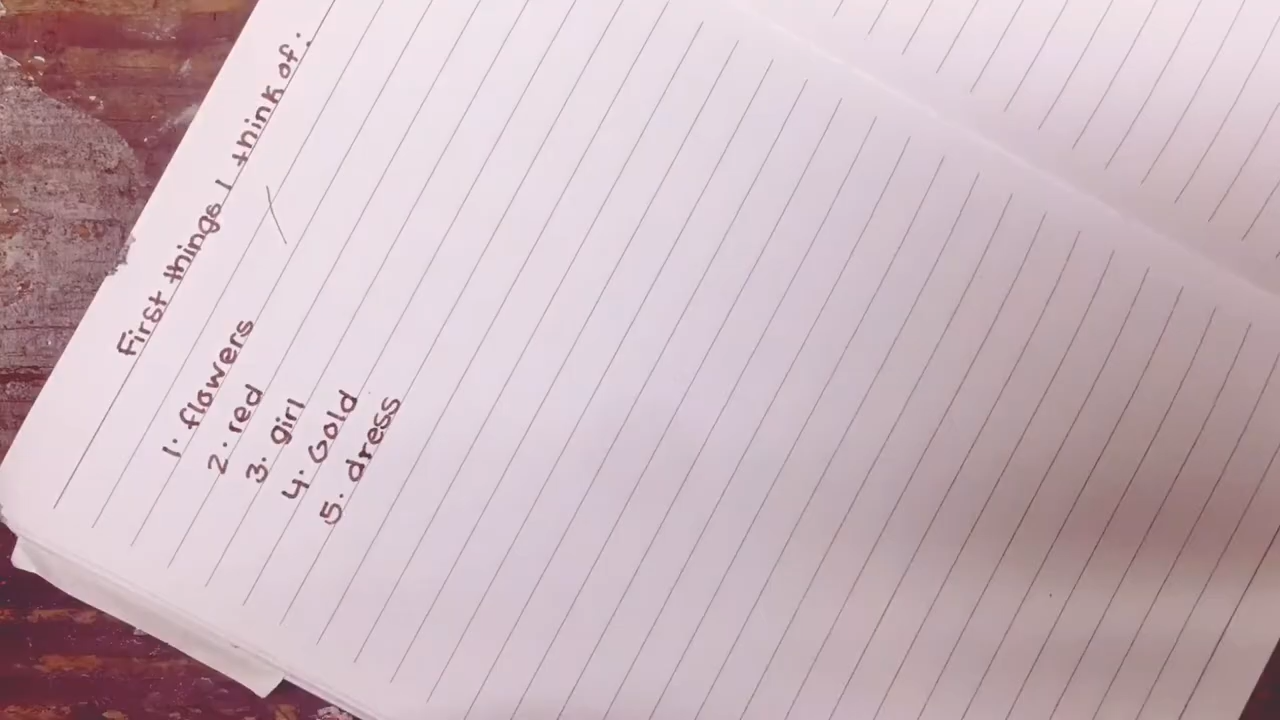 First things I think of:
1. flowers
2. red
3. girl
4. Gold
5. dress